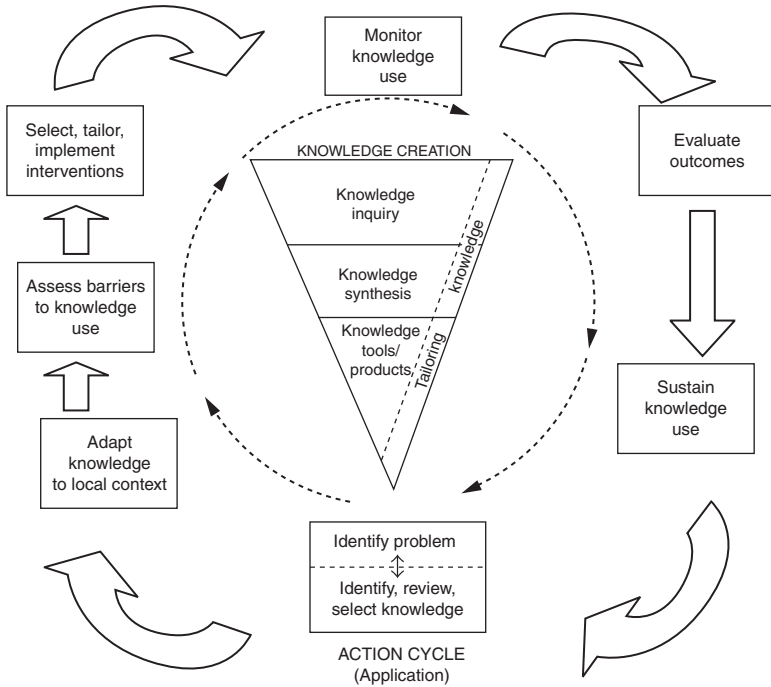 Monitor
knowledge
use
Select, tailor,
implement
interventions
Evaluate
outcomes
KNOWLEDGE CREATION
Knowledge
inquiry
Knowledge
synthesis
Knowledge
tools/
products
Tailoring knowledge
Assess barriers
to knowledge
use
Adapt
knowledge
to local context
Sustain
knowledge
use
Identify problem
Identify, review,
select knowledge
ACTION CYCLE
(Application)